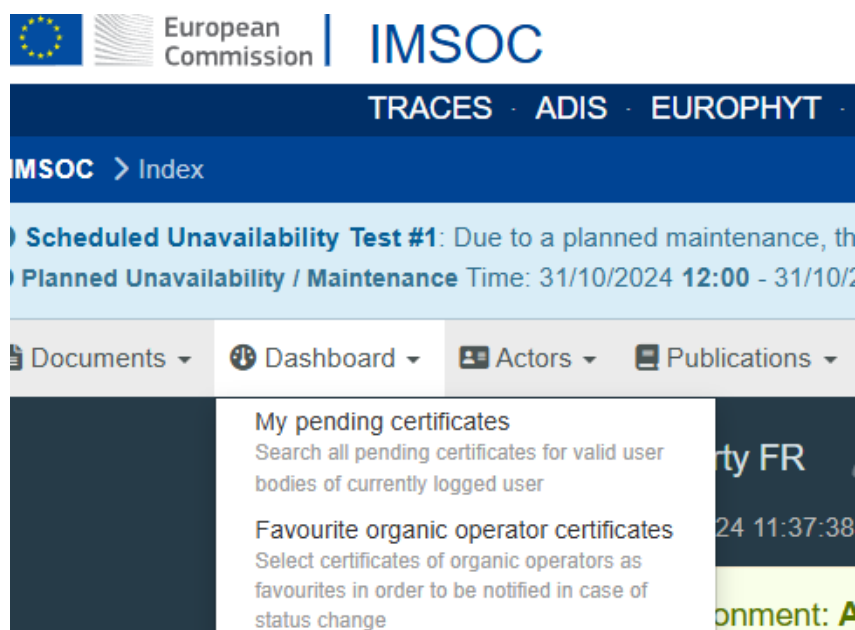 European
Commission
IMSOC
TRACES · ADIS · EUROPHYT ·
IMSOC > Index
Scheduled Unavailability Test #1: Due to a planned maintenance, th
Planned Unavailability / Maintenance Time: 31/10/2024 12:00 - 31/10/2
Documents Dashboard Actors Publications
My pending certificates
Search all pending certificates for valid user
bodies of currently logged user
rty FR
Favourite organic operator certificates
24 11:37:38
Select certificates of organic operators as
favourites in order to be notified in case of
status change
onment: A